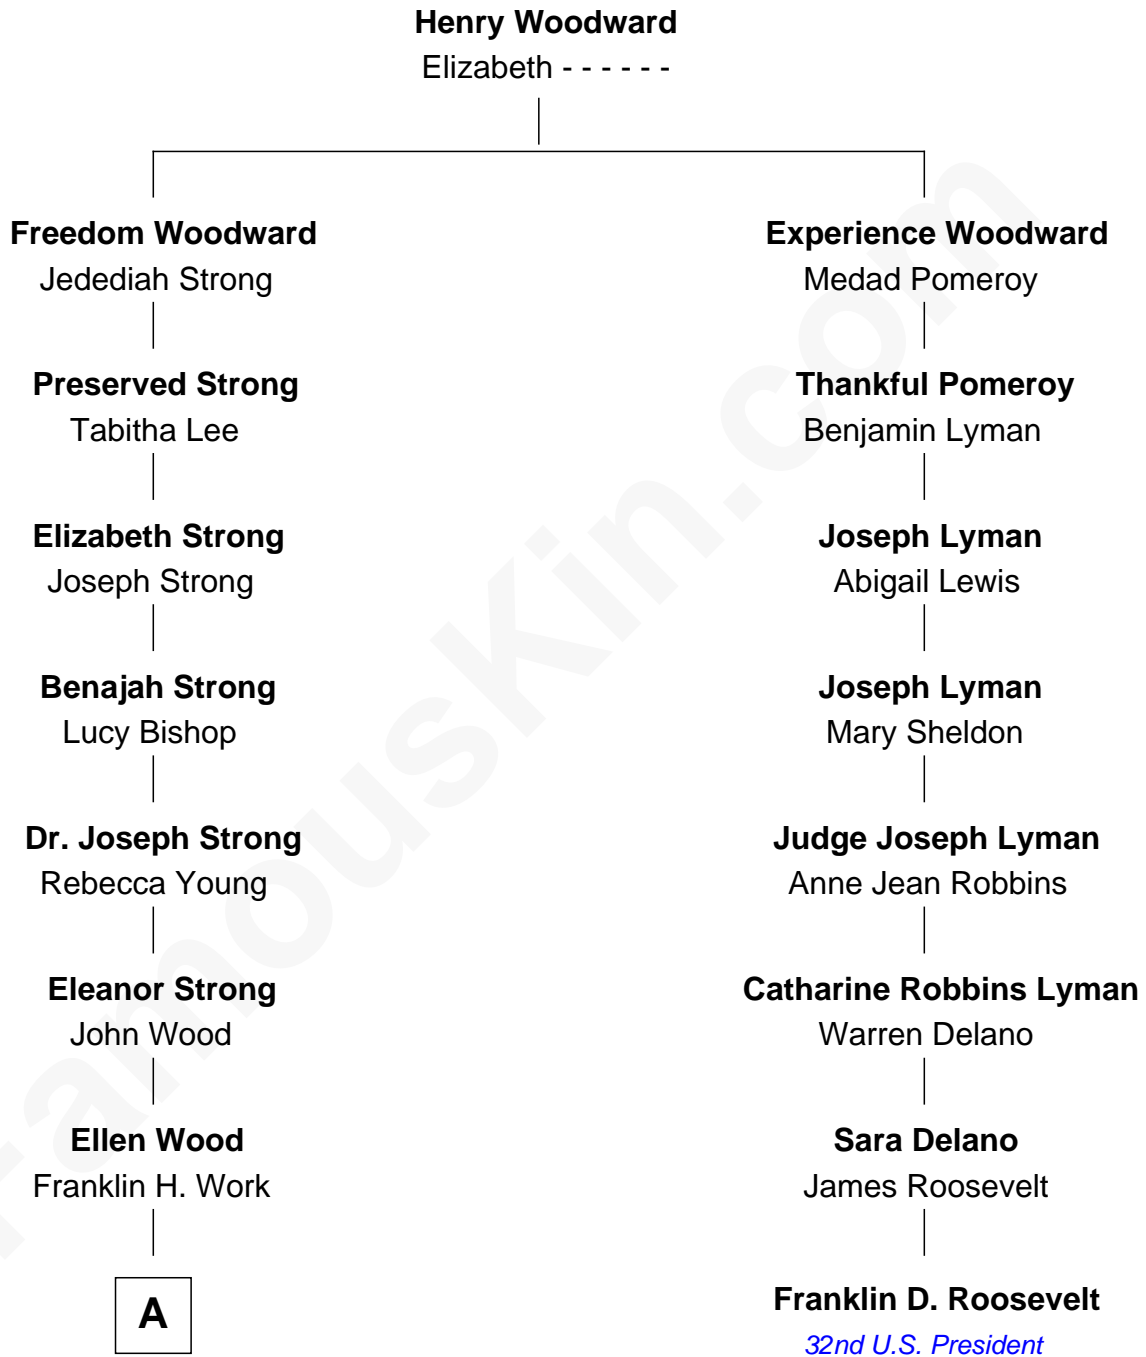 Henry Woodward
Elizabeth - - - - - -
Freedom Woodward
Jedediah Strong
Experience Woodward
Medad Pomeroy
Preserved Strong
Tabitha Lee
Thankful Pomeroy
Benjamin Lyman
Elizabeth Strong
Joseph Strong
Joseph Lyman
Abigail Lewis
Benajah Strong
Lucy Bishop
Joseph Lyman
Mary Sheldon
Dr. Joseph Strong
Rebecca Young
Judge Joseph Lyman
Anne Jean Robbins
Eleanor Strong
John Wood
Catharine Robbins Lyman
Warren Delano
Ellen Wood
Franklin H. Work
Sara Delano
James Roosevelt
A
Franklin D. Roosevelt
32nd U.S. President
FamousKin.com